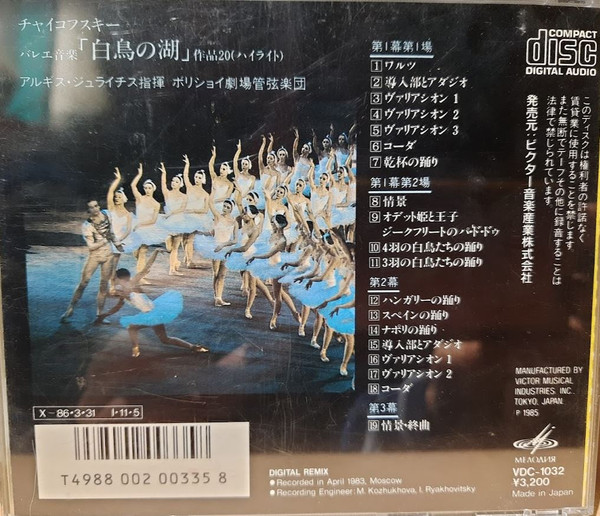 チャイコフスキー
バレエ音楽「白鳥の湖」作品20(ハイライト)
アルギス・ジュライチス指揮 ボリショイ劇場管弦楽団
第1幕第1場
1 ワルツ
2 導入部とアダジオ
3 ヴァリアシオン 1
4 ヴァリアシオン 2
5 ヴァリアシオン 3
6 コーダ
7 乾杯の踊り
第1幕第2場
8 情景
9 オデット姫と王子
ジークフリートのパ・ド・ドゥ
10 4羽の白鳥たちの踊り
11 3羽の白鳥たちの踊り
第2幕
12 ハンガリーの踊り
13 スペインの踊り
14 ナポリの踊り
15 導入部とアダジオ
16 ヴァリアシオン 1
17 ヴァリアシオン 2
18 コーダ
第3幕
19 情景・終曲
COMPACT
disc
DIGITAL AUDIO
このディスクは権利者の許諾なく
賃貸業に使用することを禁じます。
また無断でテープその他に録音することは
法律で禁じられています。
発売元:ビクター音楽産業株式会社
MANUFACTURED BY
VICTOR MUSICAL
INDUSTRIES, INC.
TOKYO, JAPAN
℗ 1985
МЕЛОДИЯ
VDC-1032
¥3,200
Made in Japan
X-86・3・31 1・11・5
T4988 002 00335 8
DIGITAL REMIX
● Recorded in April 1983, Moscow
● Recording Engineer: M. Kozhukhova, I. Ryakhovitsky